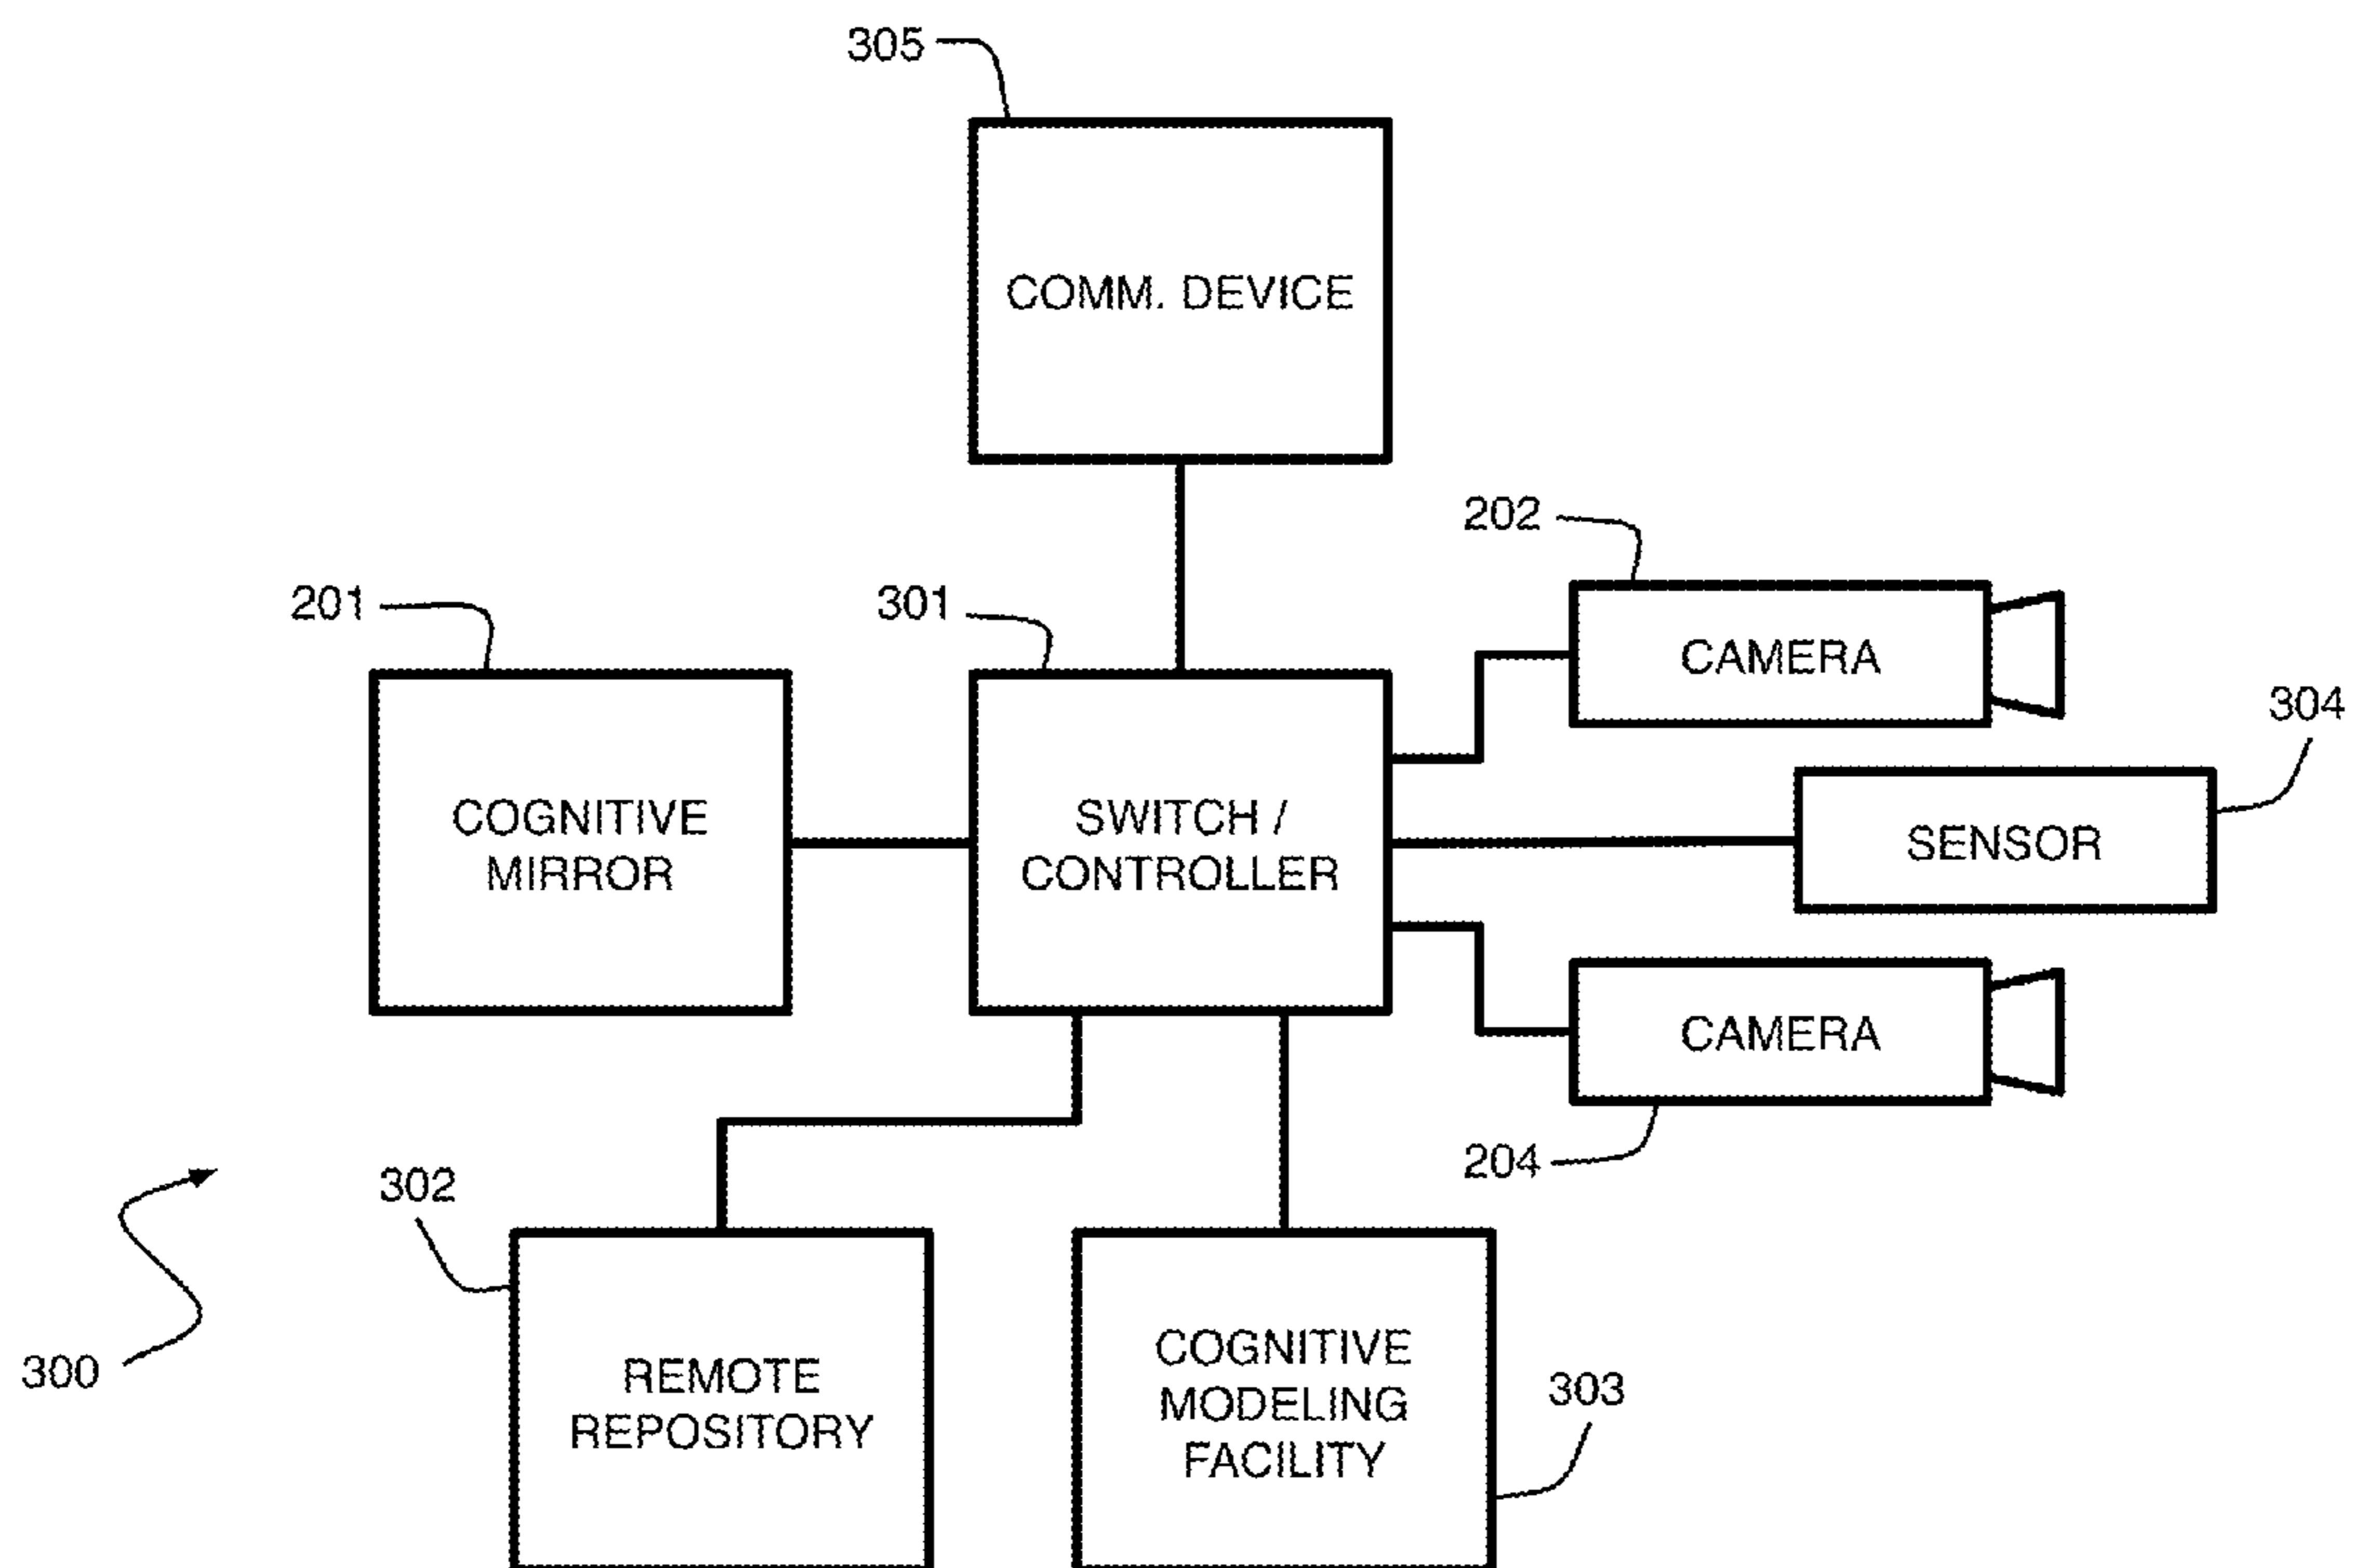 305
COMM. DEVICE
202
201
301
CAMERA
304
COGNITIVE
MIRROR
SWITCH /
CONTROLLER
SENSOR
CAMERA
204
302
300
REMOTE
REPOSITORY
COGNITIVE
MODELING
FACILITY
303